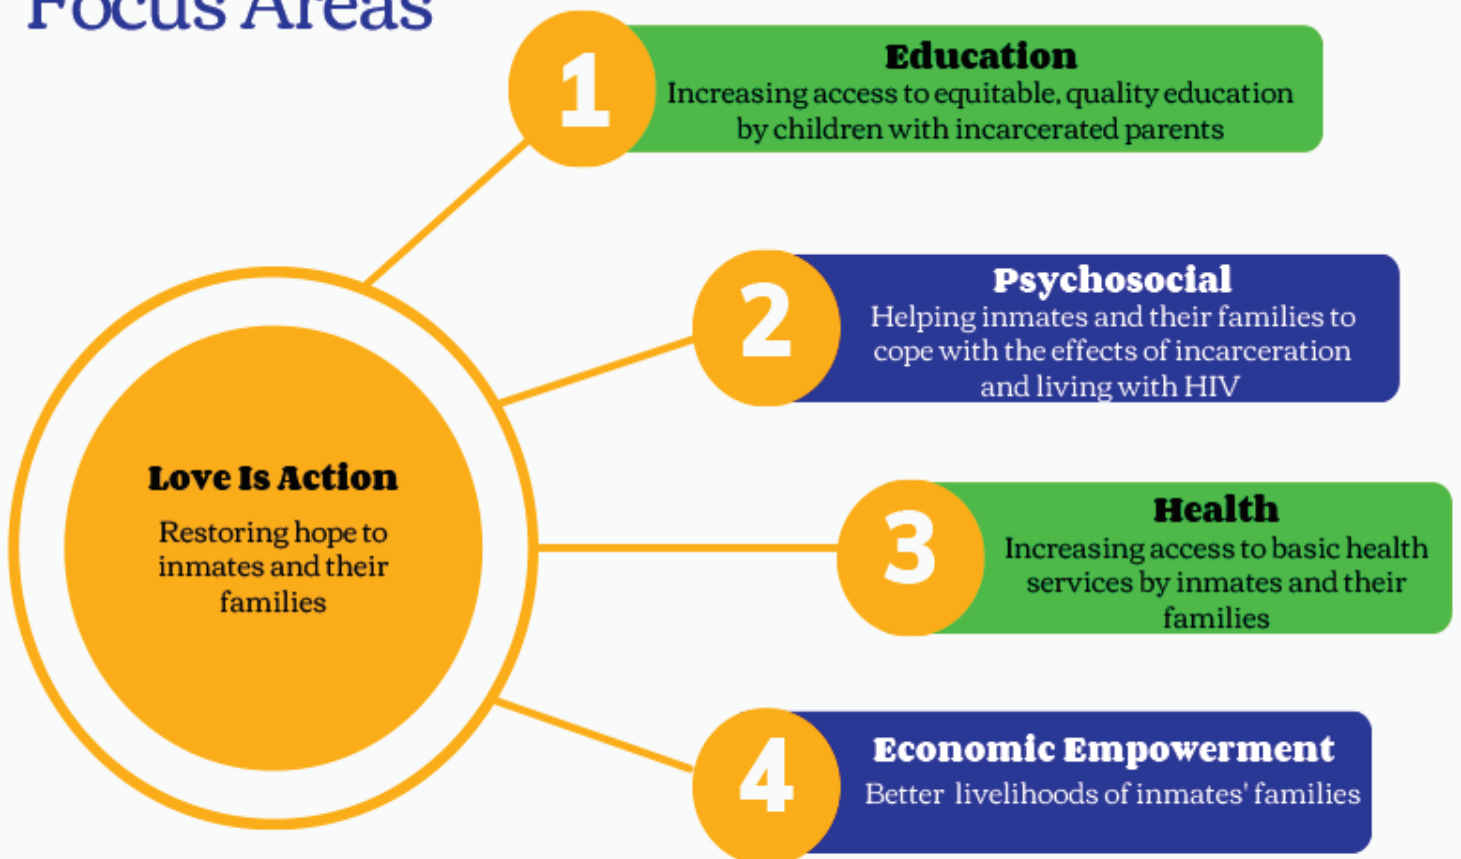 Focus Areas
1
Education
Increasing access to equitable, quality education
by children with incarcerated parents
2
Psychosocial
Helping inmates and their families to
cope with the effects of incarceration
and living with HIV
Love Is Action
Restoring hope to
inmates and their
families
3
Health
Increasing access to basic health
services by inmates and their
families
4
Economic Empowerment
Better livelihoods of inmates' families